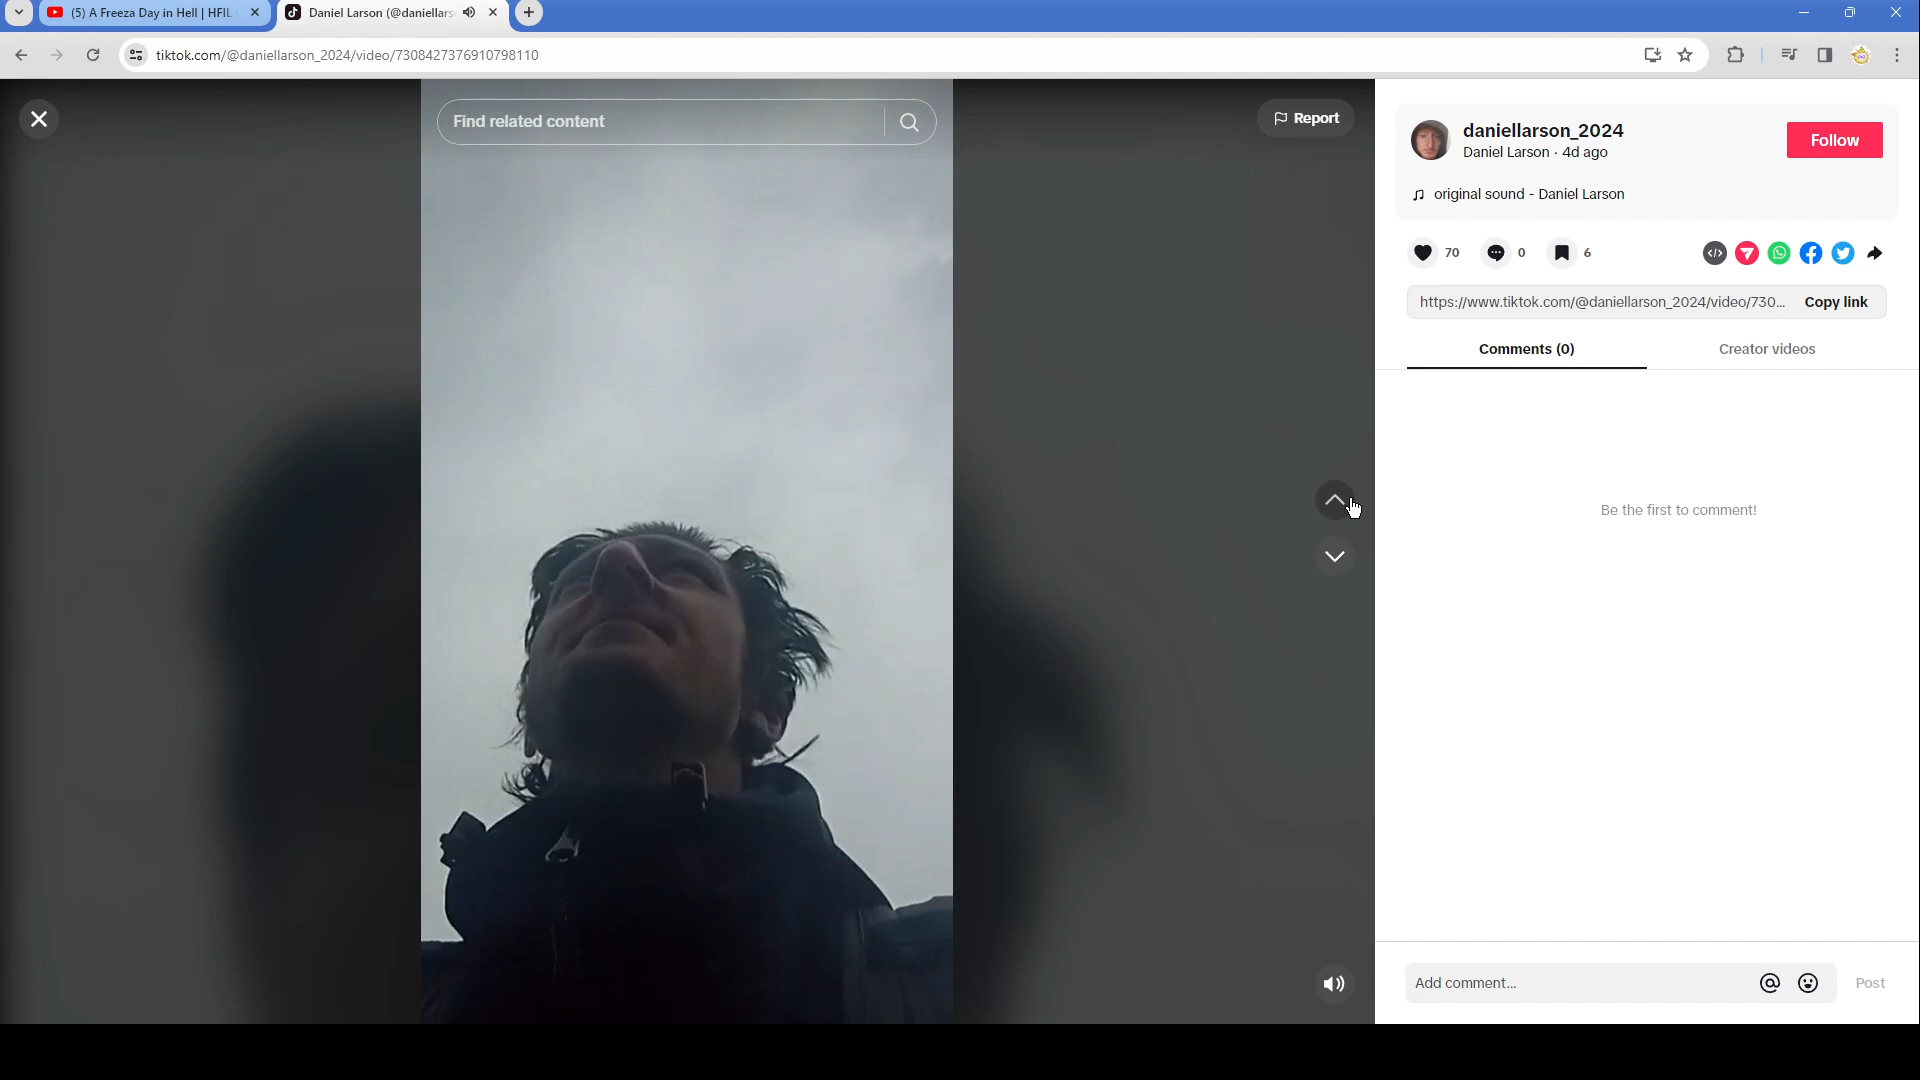 (5) A Freeza Day in Hell | HFIL
Daniel Larson (@daniellars
tiktok.com/@daniellarson_2024/video/7308427376910798110
Find related content
Report
daniellarson_2024
Daniel Larson · 4d ago
Follow
original sound - Daniel Larson
70
0
6
https://www.tiktok.com/@daniellarson_2024/video/730...
Copy link
Comments (0)
Creator videos
Be the first to comment!
Add comment...
Post